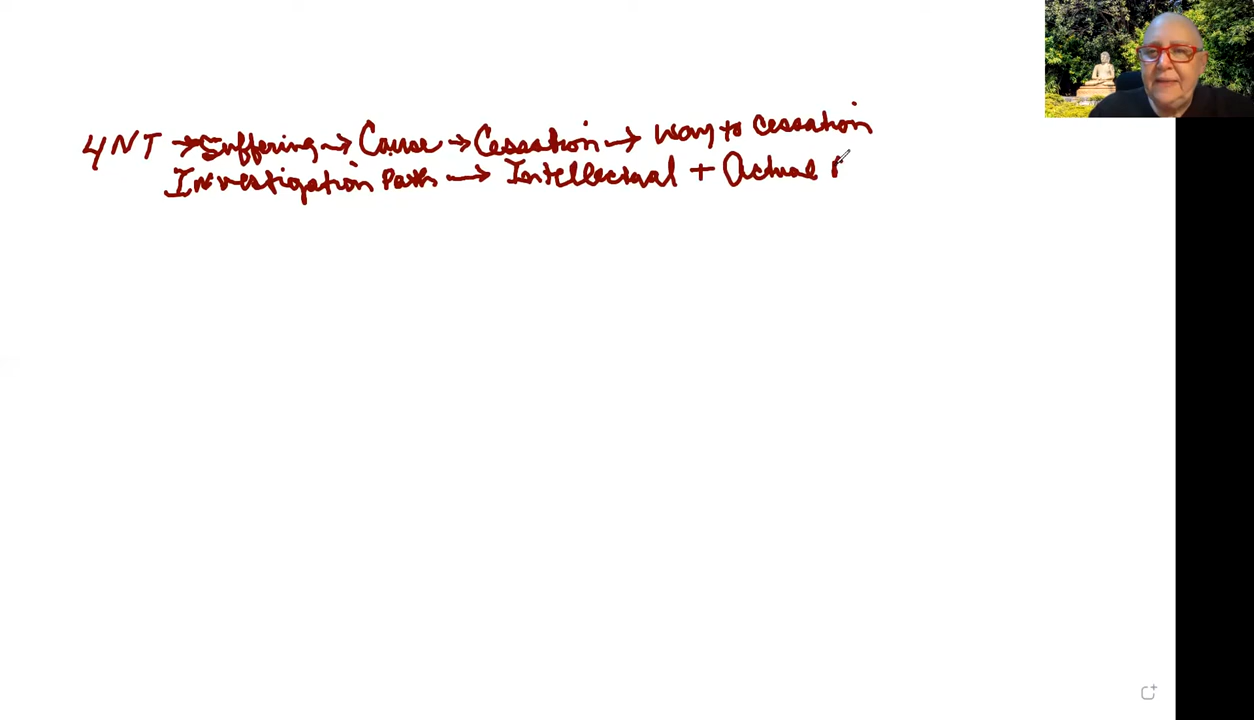 4NT → Suffering → Cause → Cessation → Way to cessation
Investigation Path → Intellectual + Actual